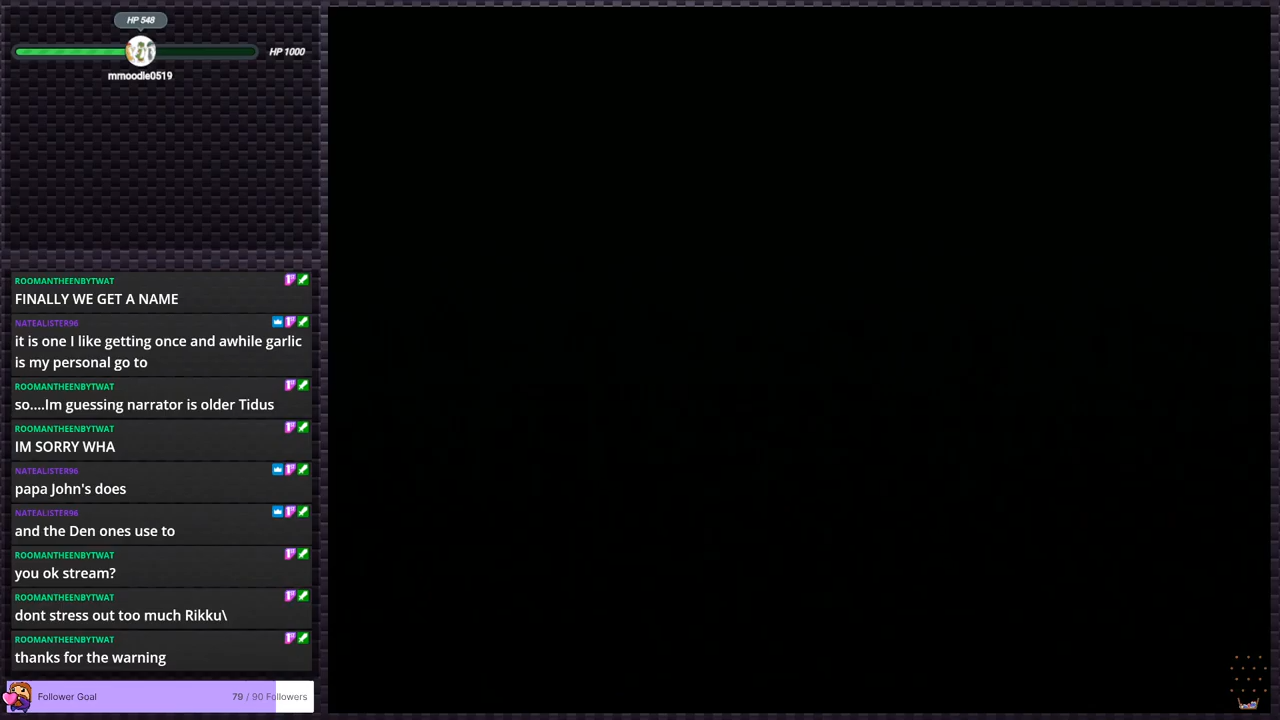 HP 548
HP 1000
mmoodle0519
ROOMANTHEENBYTWAT
FINALLY WE GET A NAME
NATEALISTER96
it is one I like getting once and awhile garlic
is my personal go to
ROOMANTHEENBYTWAT
so....Im guessing narrator is older Tidus
ROOMANTHEENBYTWAT
IM SORRY WHA
NATEALISTER96
papa John's does
NATEALISTER96
and the Den ones use to
ROOMANTHEENBYTWAT
you ok stream?
ROOMANTHEENBYTWAT
dont stress out too much Rikku\
ROOMANTHEENBYTWAT
thanks for the warning
Follower Goal 79 / 90 Followers